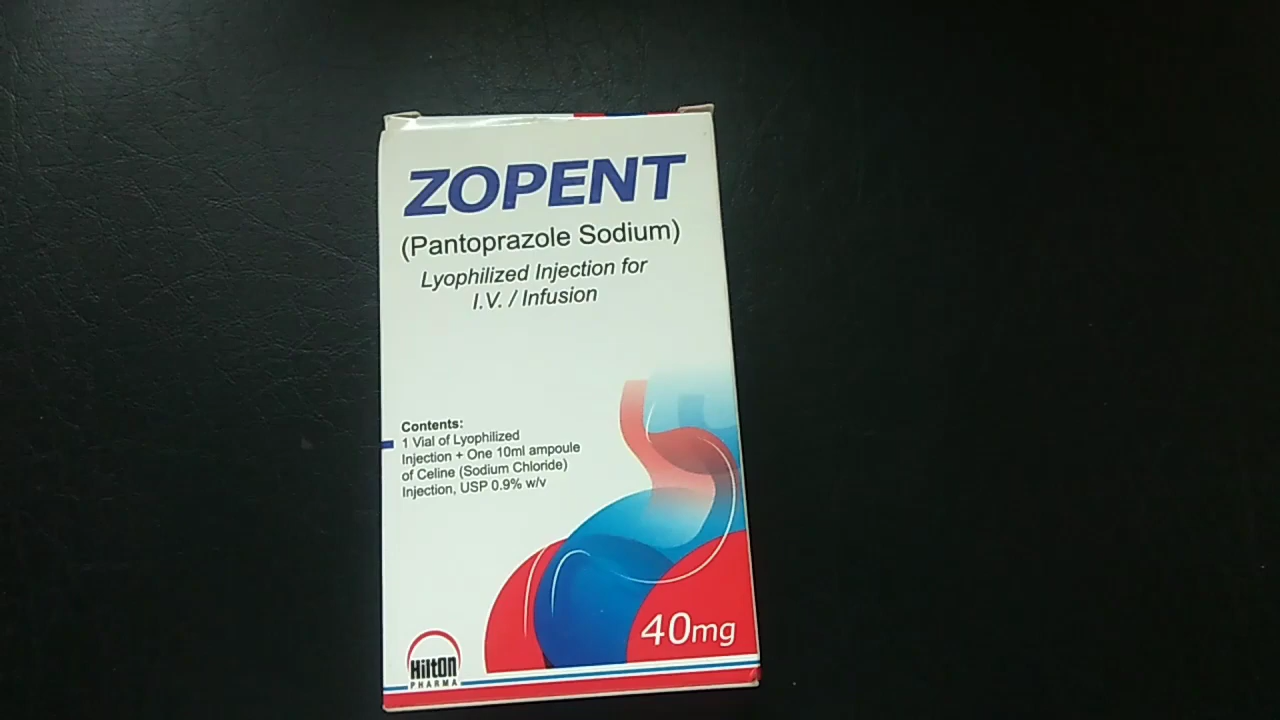 ZOPENT
(Pantoprazole Sodium)
Lyophilized Injection for
I.V. / Infusion
Contents:
1 Vial of Lyophilized
Injection + One 10ml ampoule
of Celine (Sodium Chloride)
Injection, USP 0.9% w/v
40mg
Hilton
PHARMA